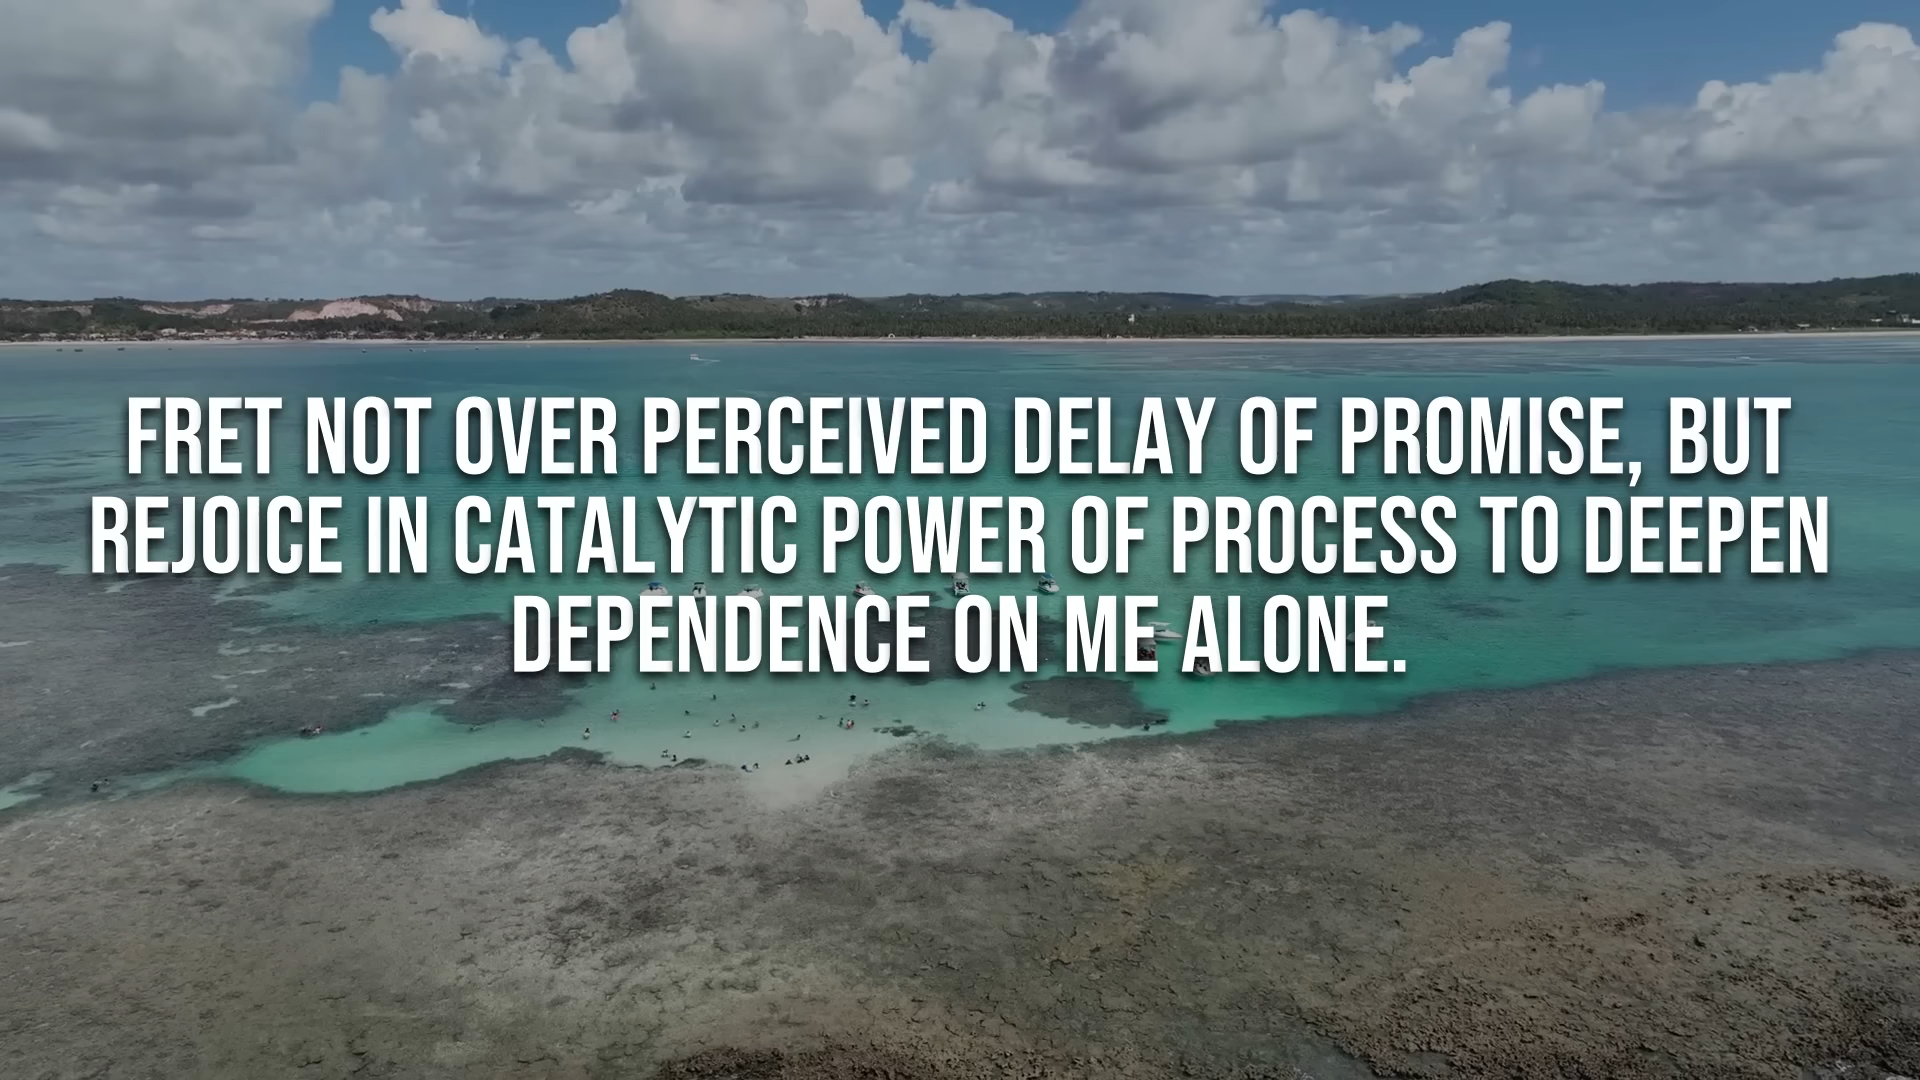 FRET NOT OVER PERCEIVED DELAY OF PROMISE, BUT
REJOICE IN CATALYTIC POWER OF PROCESS TO DEEPEN
DEPENDENCE ON ME ALONE.